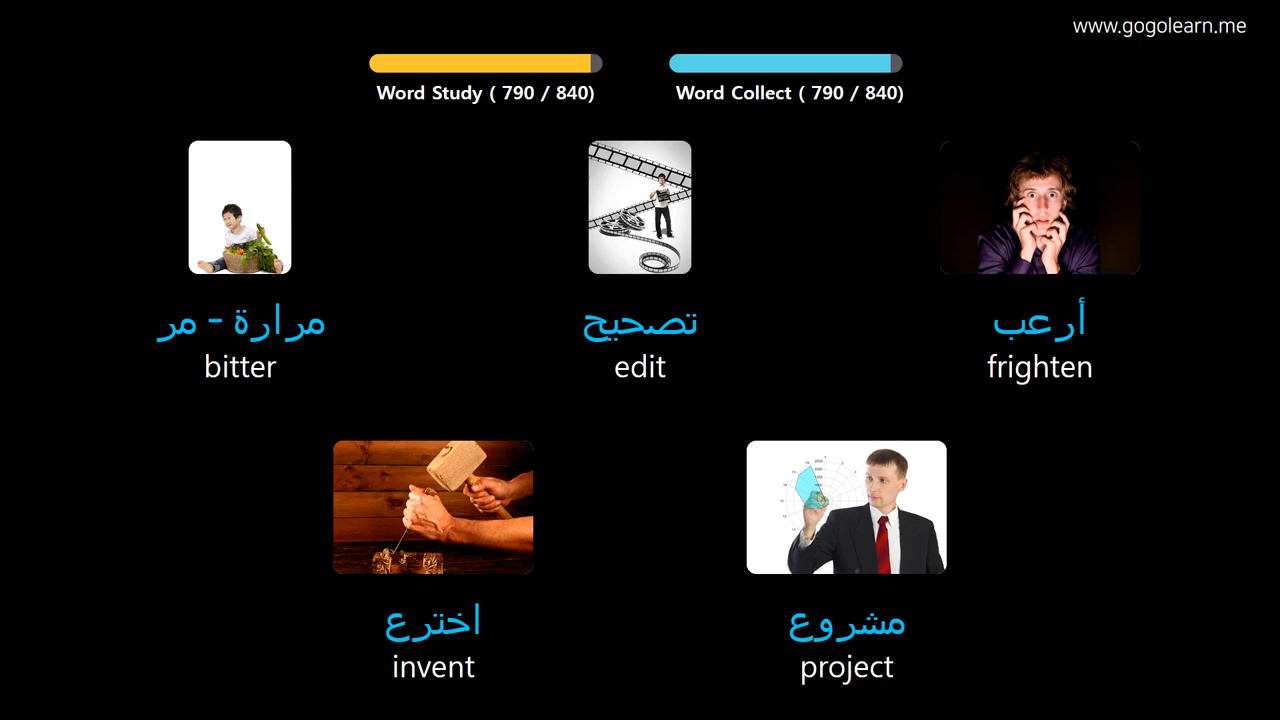 www.gogolearn.me
Word Study ( 790 / 840)
Word Collect ( 790 / 840)
مرارة - مر
bitter
تصحيح
edit
أرعب
frighten
اخترع
invent
مشروع
project